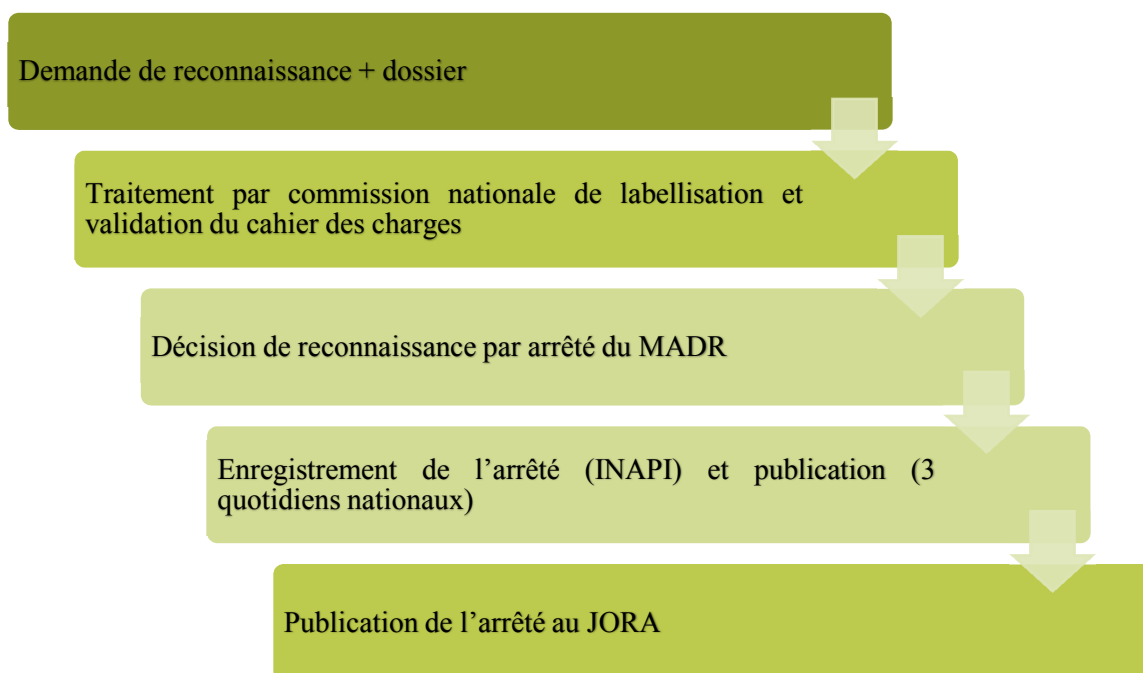 Demande de reconnaissance + dossier
Traitement par commission nationale de labellisation et
validation du cahier des charges
Décision de reconnaissance par arrêté du MADR
Enregistrement de l’arrêté (INAPI) et publication (3
quotidiens nationaux)
Publication de l’arrêté au JORA